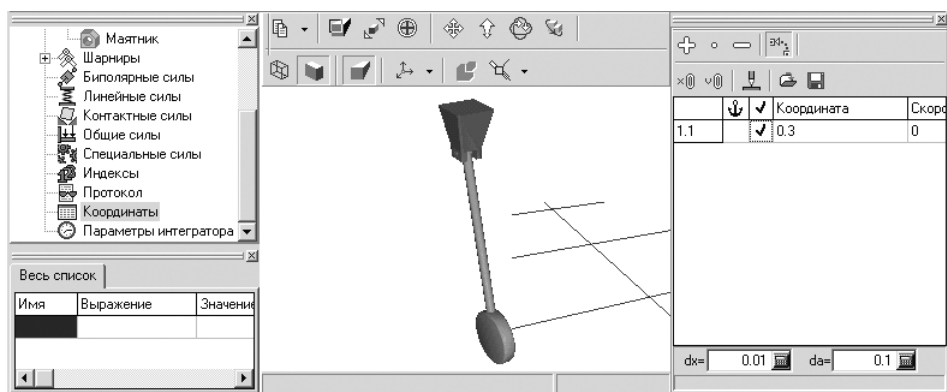 Маятник
Шарниры
Биполярные силы
Линейные силы
Контактные силы
Общие силы
Специальные силы
Индексы
Протокол
Координаты
Параметры интегратора
Весь список
Имя Выражение Значение
Координата Скоро
1.1 0.3 0
dx= 0.01 da= 0.1